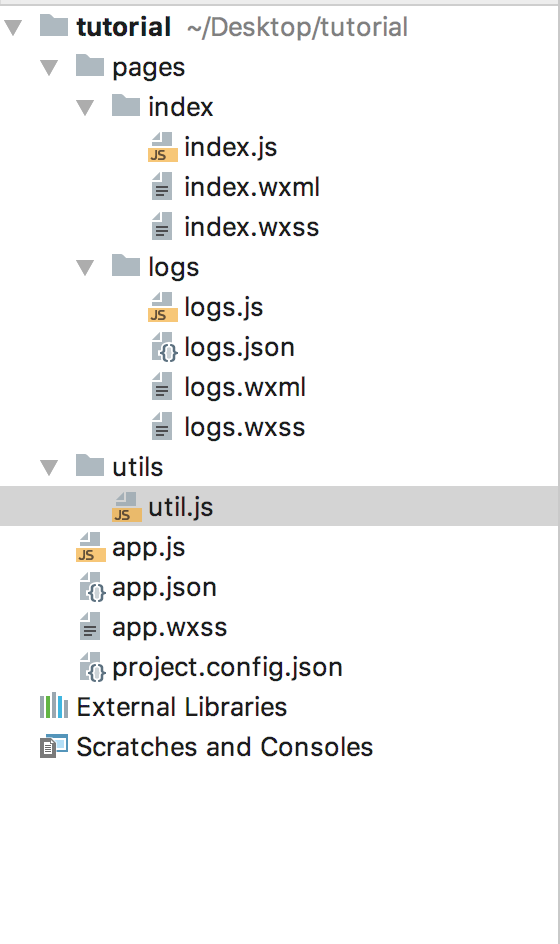 tutorial ~/Desktop/tutorial
pages
index
JS index.js
index.wxml
index.wxss
logs
JS logs.js
{} logs.json
logs.wxml
logs.wxss
utils
JS util.js
JS app.js
{} app.json
app.wxss
{} project.config.json
External Libraries
Scratches and Consoles